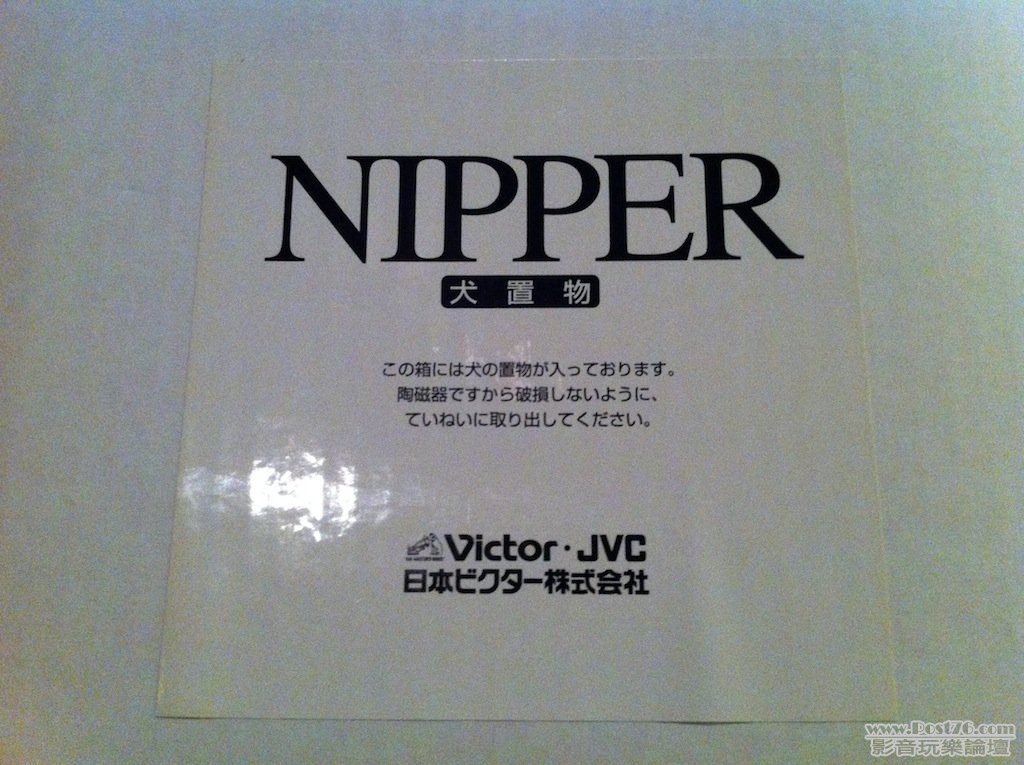 NIPPER
犬置物
この箱には犬の置物が入っております。
陶磁器ですから破損しないように、
ていねいに取り出してください。
Victor・JVC
日本ビクター株式会社
www.Post76.com
影音玩樂論壇